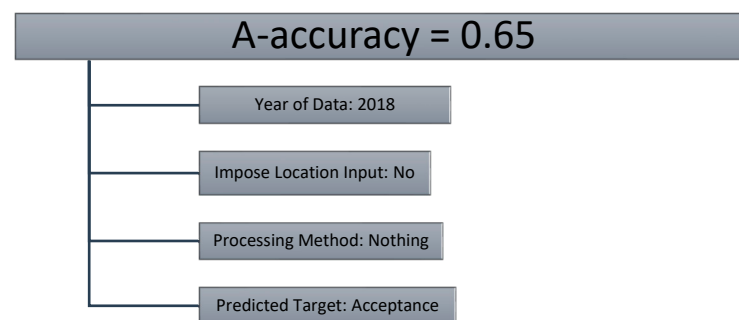 A-accuracy = 0.65
Year of Data: 2018
Impose Location Input: No
Processing Method: Nothing
Predicted Target: Acceptance